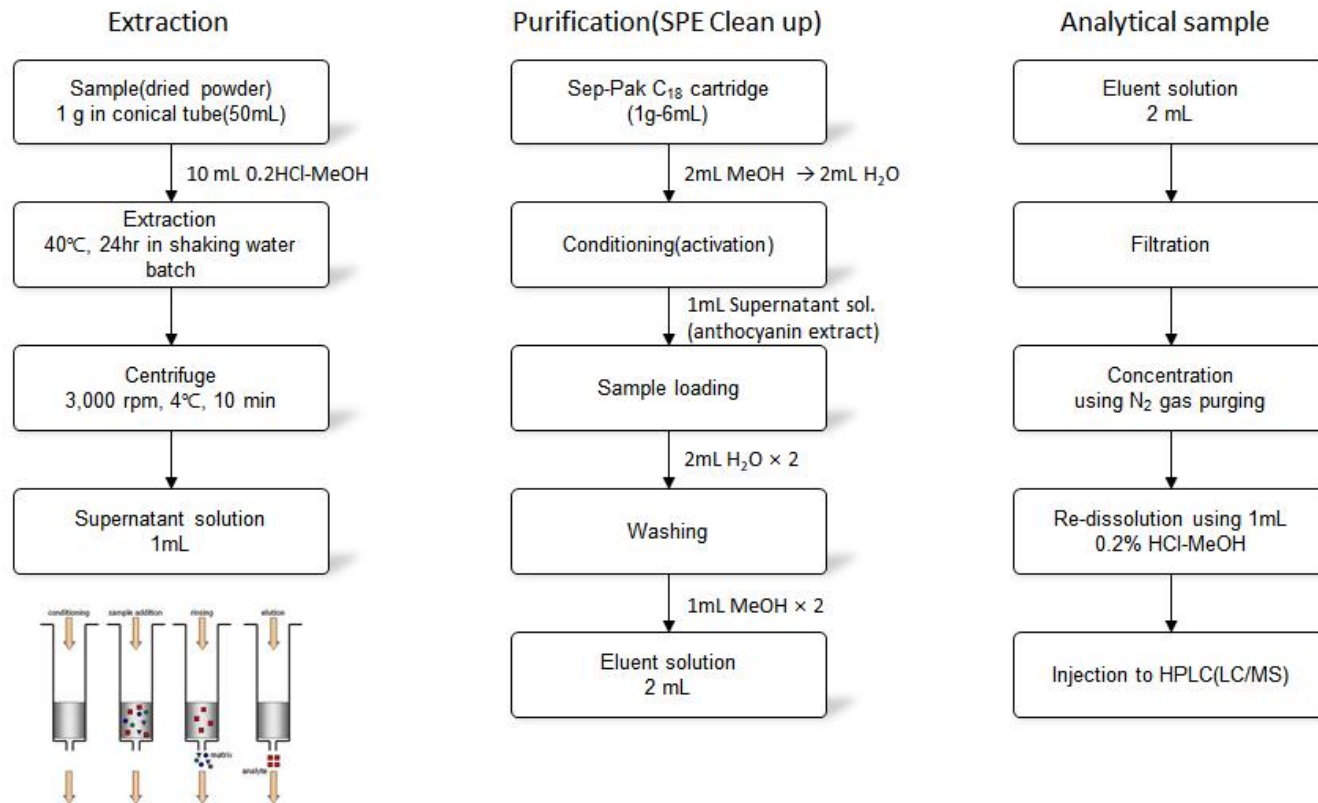 Extraction
Sample(dried powder)
1 g in conical tube(50mL)
10 mL 0.2HCl-MeOH
Extraction
40℃, 24hr in shaking water
batch
Centrifuge
3,000 rpm, 4℃, 10 min
Supernatant solution
1mL
conditioning
sample addition
rinsing
elution
matrix
analyte
Purification(SPE Clean up)
Sep-Pak C₁₈ cartridge
(1g-6mL)
2mL MeOH → 2mL H₂O
Conditioning(activation)
1mL Supernatant sol.
(anthocyanin extract)
Sample loading
2mL H₂O × 2
Washing
1mL MeOH × 2
Eluent solution
2 mL
Analytical sample
Eluent solution
2 mL
Filtration
Concentration
using N₂ gas purging
Re-dissolution using 1mL
0.2% HCl-MeOH
Injection to HPLC(LC/MS)